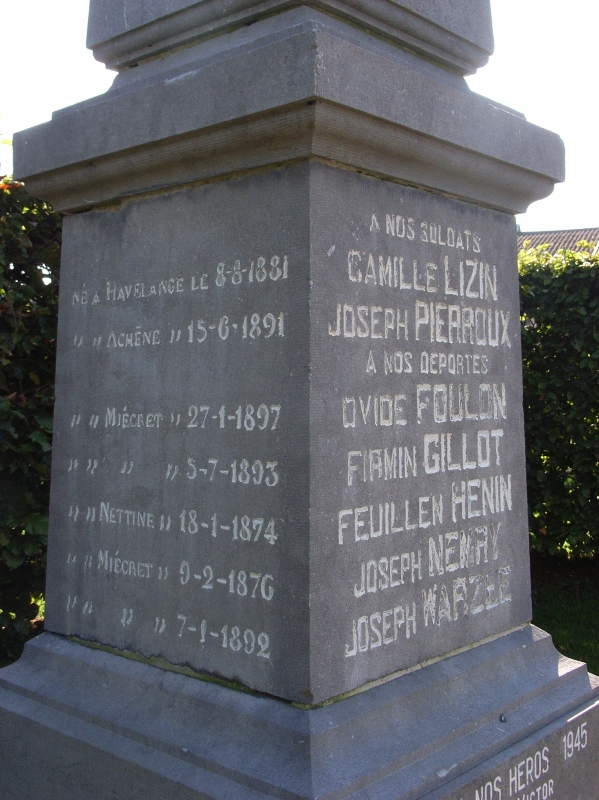 NÉ A HAVELANGE LE 8-8-1881
" " ACHÊNE " 15-6-1891
" " MIÉCRET " 27-1-1897
" " " " 5-7-1893
" " NETTINE " 18-1-1874
" " MIÉCRET " 9-2-1876
" " " " 7-1-1892
A NOS SOLDATS
CAMILLE LIZIN
JOSEPH PIERROUX
A NOS DEPORTES
OVIDE FOULON
FIRMIN GILLOT
FEUILLEN HENIN
JOSEPH NEMRY
JOSEPH WARZEE
NOS HEROS 1945
VICTOR